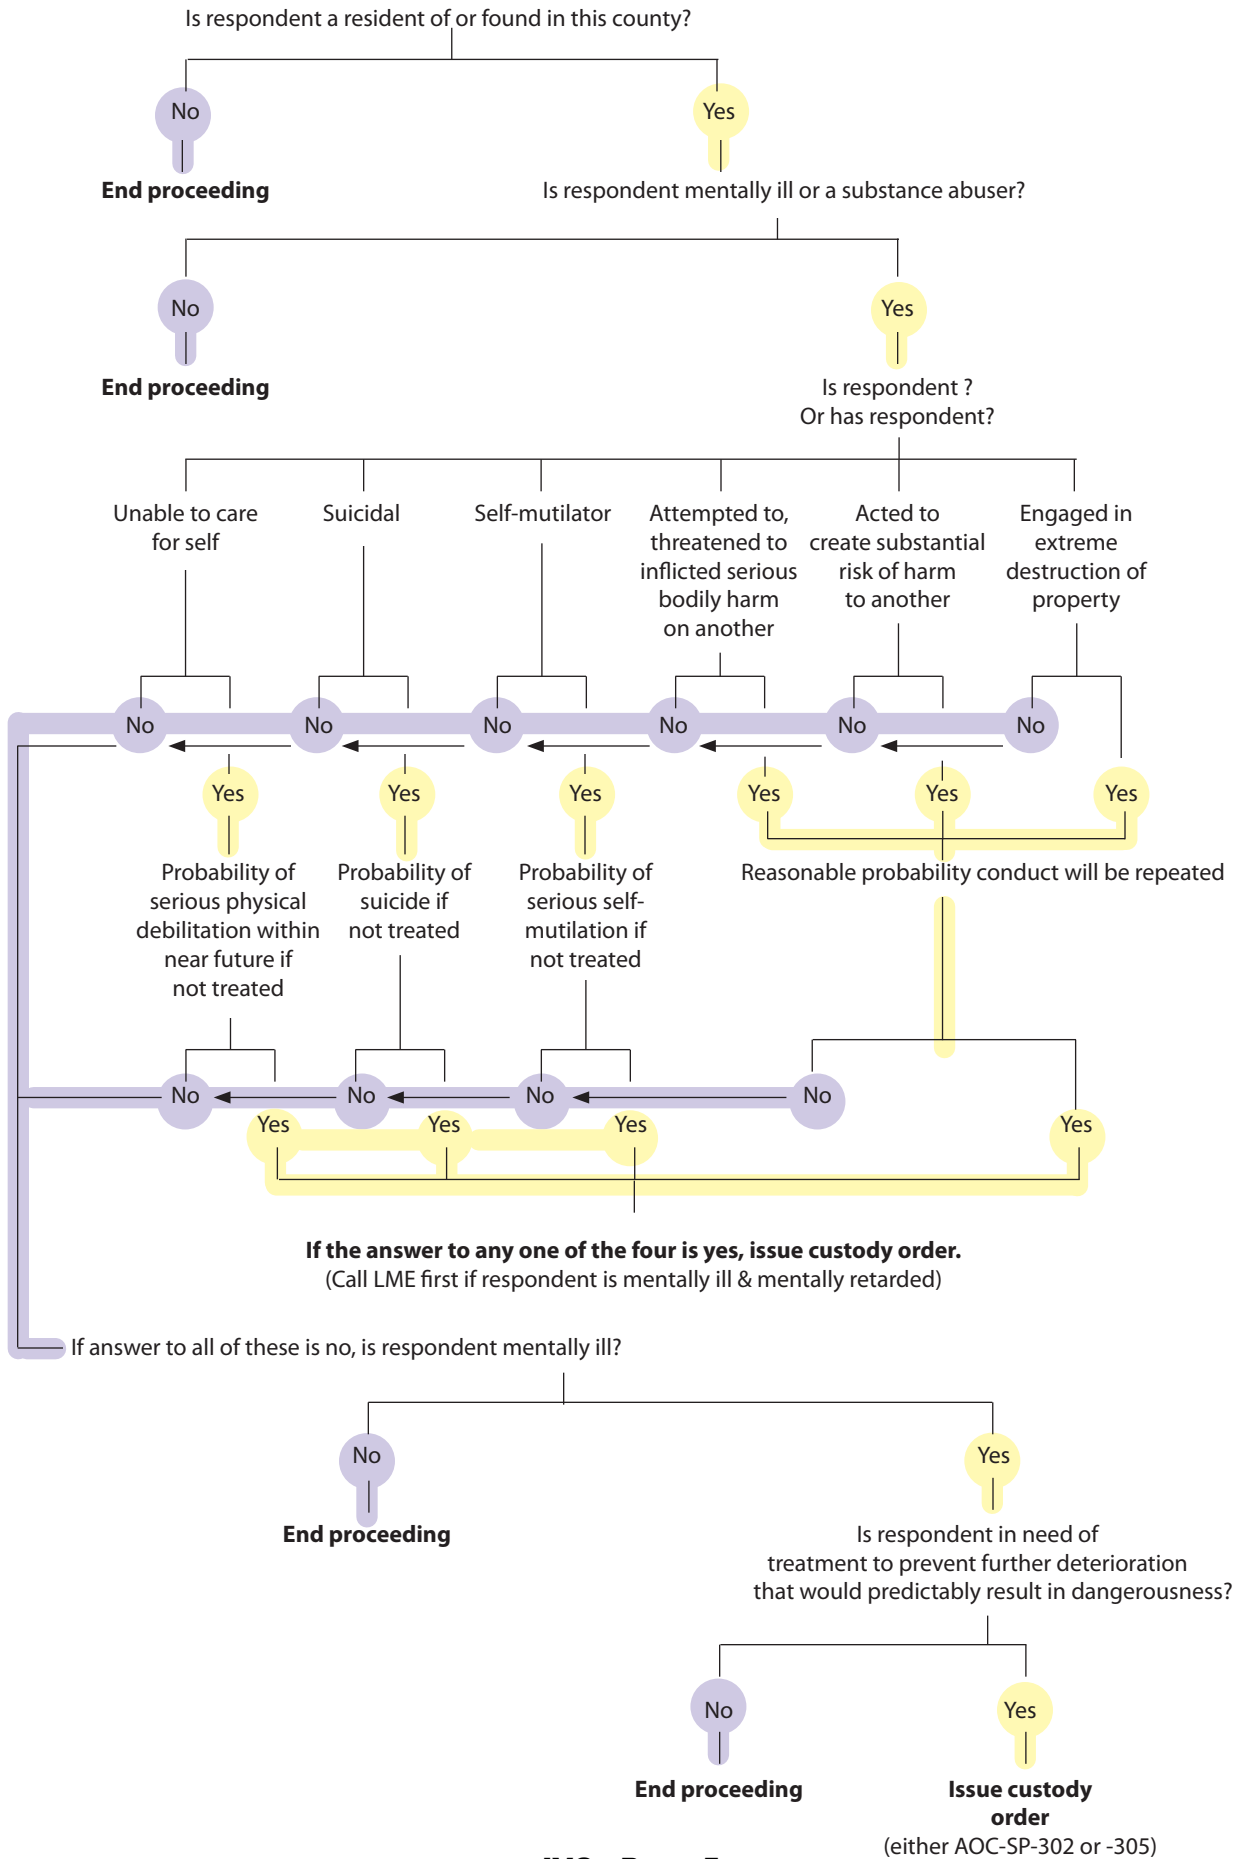 Is respondent a resident of or found in this county?
No
Yes
End proceeding
Is respondent mentally ill or a substance abuser?
No
Yes
End proceeding
Is respondent ?
Or has respondent?
Unable to care
for self
Suicidal
Self-mutilator
Attempted to,
threatened to
inflicted serious
bodily harm
on another
Acted to
create substantial
risk of harm
to another
Engaged in
extreme
destruction of
property
No
No
No
No
No
No
Yes
Yes
Yes
Yes
Yes
Yes
Probability of
serious physical
debilitation within
near future if
not treated
Probability of
suicide if
not treated
Probability of
serious self-
mutilation if
not treated
Reasonable probability conduct will be repeated
No
No
No
No
Yes
Yes
Yes
Yes
If the answer to any one of the four is yes, issue custody order.
(Call LME first if respondent is mentally ill & mentally retarded)
If answer to all of these is no, is respondent mentally ill?
No
Yes
End proceeding
Is respondent in need of
treatment to prevent further deterioration
that would predictably result in dangerousness?
No
Yes
End proceeding
Issue custody
order
(either AOC-SP-302 or -305)